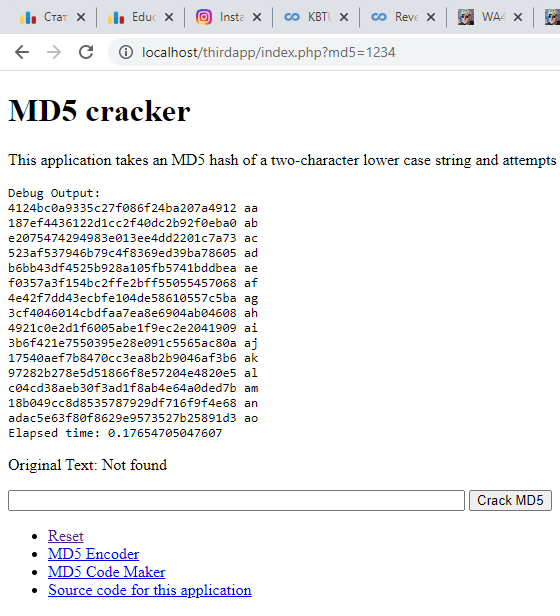 Стат
Educ
Insta
KBTU
Reve
WA4
localhost/thirdapp/index.php?md5=1234
MD5 cracker
This application takes an MD5 hash of a two-character lower case string and attempts
Debug Output:
4124bc0a9335c27f086f24ba207a4912 aa
187ef4436122d1cc2f40dc2b92f0eba0 ab
e2075474294983e013ee4dd2201c7a73 ac
523af537946b79c4f8369ed39ba78605 ad
b6bb43df4525b928a105fb5741bddbea ae
f0357a3f154bc2ffe2bff55055457068 af
4e42f7dd43ecbfe104de58610557c5ba ag
3cf4046014cbdfaa7ea8e6904ab04608 ah
4921c0e2d1f6005abe1f9ec2e2041909 ai
3b6f421e7550395e28e091c5565ac80a aj
17540aef7b8470cc3ea8b2b9046af3b6 ak
97282b278e5d51866f8e57204e4820e5 al
c04cd38aeb30f3ad1f8ab4e64a0ded7b am
18b049cc8d8535787929df716f9f4e68 an
adac5e63f80f8629e9573527b25891d3 ao
Elapsed time: 0.17654705047607
Original Text: Not found
Crack MD5
Reset
MD5 Encoder
MD5 Code Maker
Source code for this application